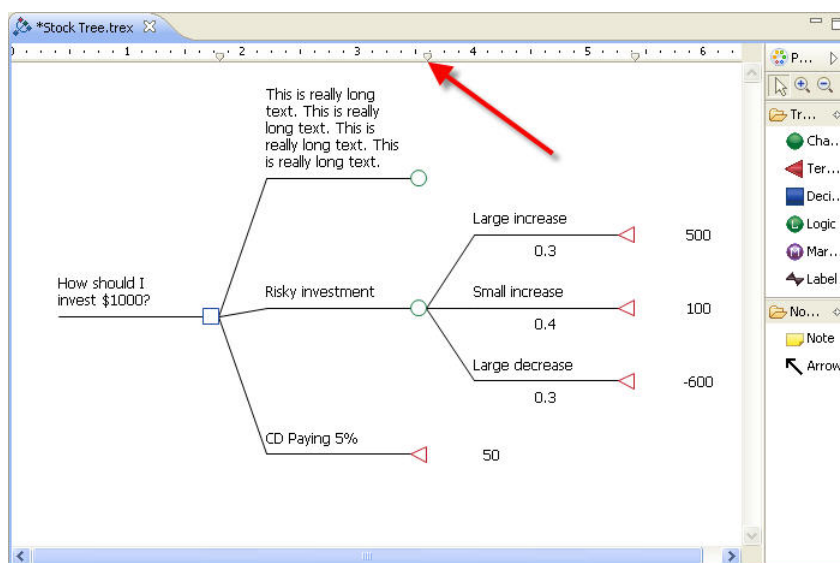 *Stock Tree.trex
0 1 2 3 4 5 6
P...
This is really long
text. This is really
long text. This is
really long text. This
is really long text.
Tr...
Cha...
Ter...
Deci...
Logic
Mar...
Label
No...
Note
Arrow
Large increase
0.3
500
How should I
invest $1000?
Risky investment
Small increase
0.4
100
Large decrease
0.3
-600
CD Paying 5%
50